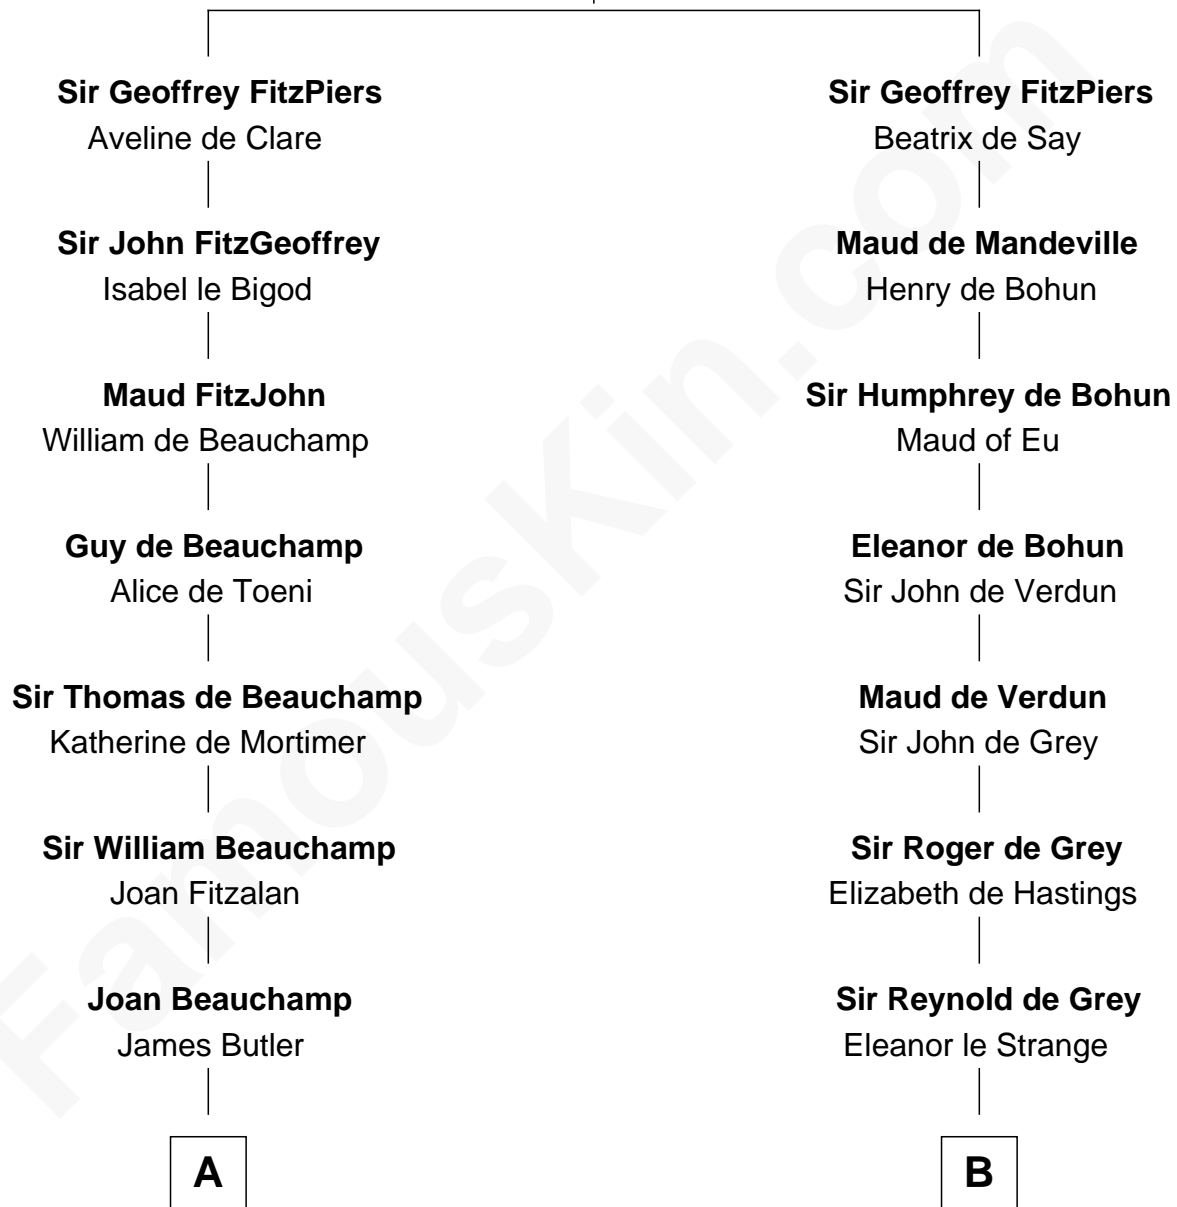 Sir Geoffrey FitzPiers
Aveline de Clare
Sir John FitzGeoffrey
Isabel le Bigod
Maud FitzJohn
William de Beauchamp
Guy de Beauchamp
Alice de Toeni
Sir Thomas de Beauchamp
Katherine de Mortimer
Sir William Beauchamp
Joan Fitzalan
Joan Beauchamp
James Butler
A
Sir Geoffrey FitzPiers
Beatrix de Say
Maud de Mandeville
Henry de Bohun
Sir Humphrey de Bohun
Maud of Eu
Eleanor de Bohun
Sir John de Verdun
Maud de Verdun
Sir John de Grey
Sir Roger de Grey
Elizabeth de Hastings
Sir Reynold de Grey
Eleanor le Strange
B
FamousKin.com